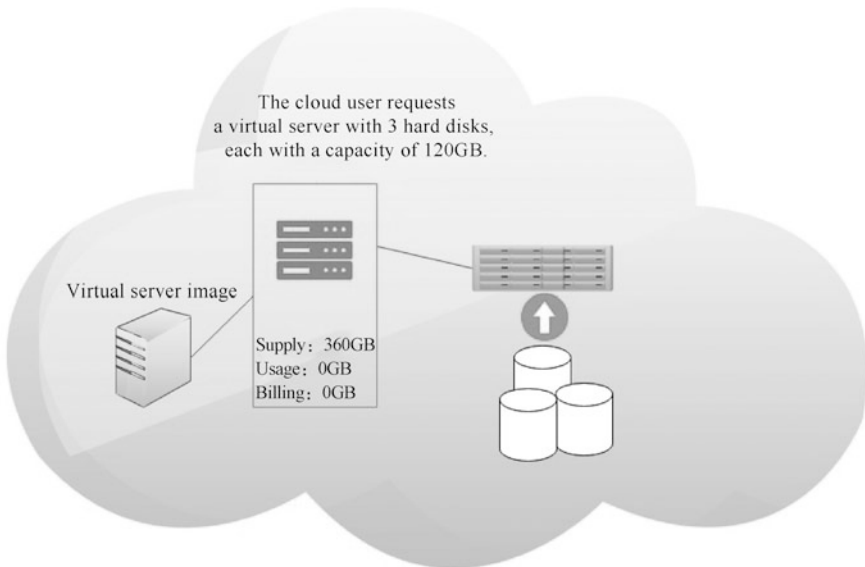 The cloud user requests
a virtual server with 3 hard disks,
each with a capacity of 120GB.
Virtual server image
Supply：360GB
Usage：0GB
Billing：0GB